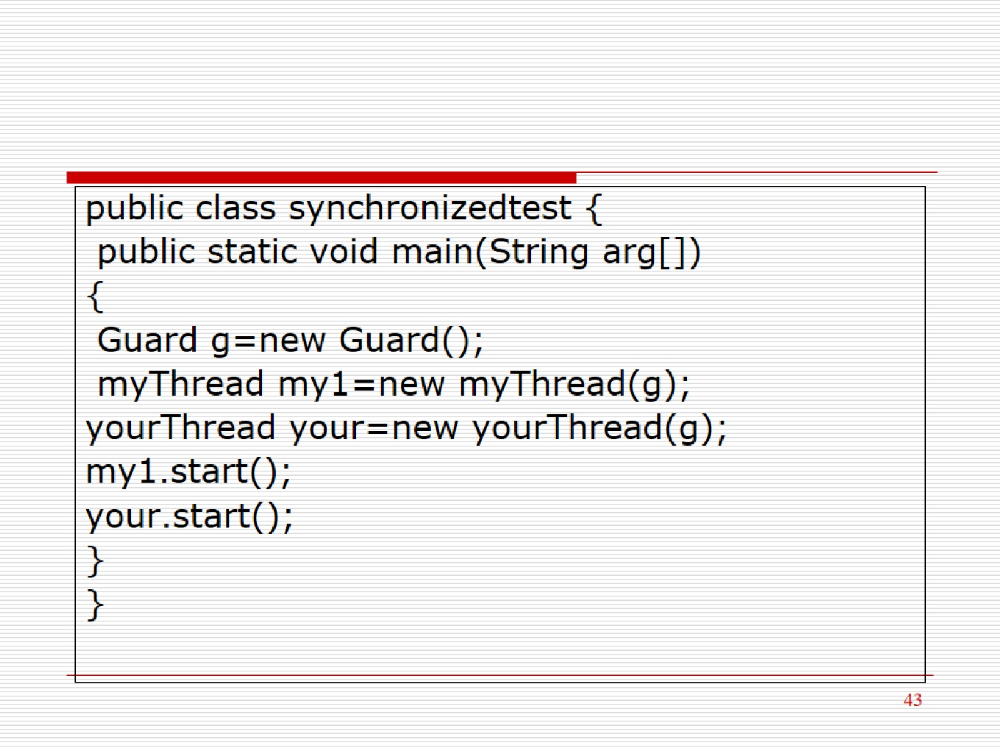 public class synchronizedtest {
public static void main(String arg[])
{
Guard g=new Guard();
myThread my1=new myThread(g);
yourThread your=new yourThread(g);
my1.start();
your.start();
}
}
43